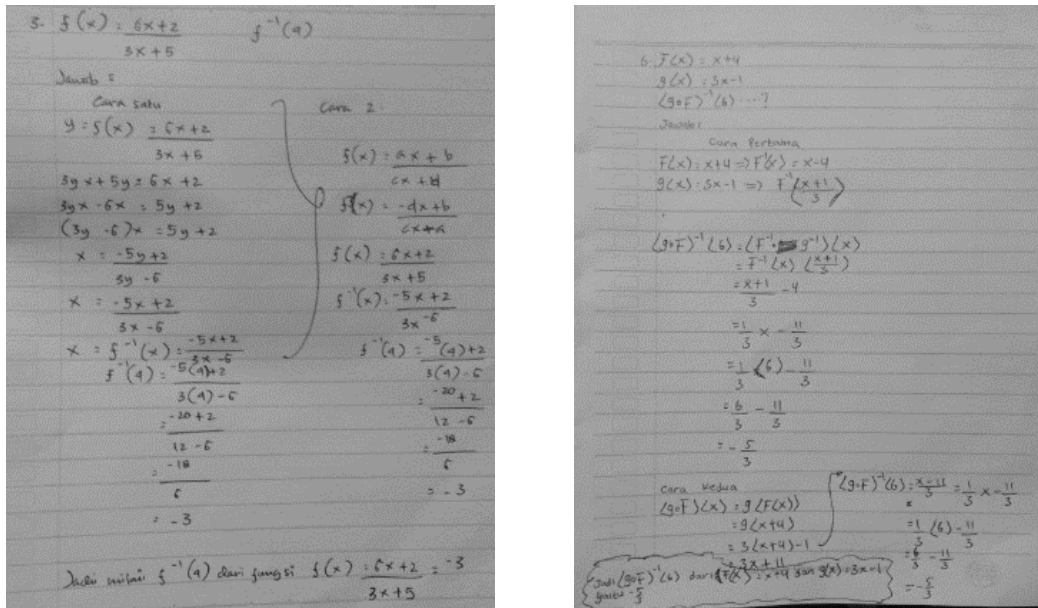 3. f(x) = 6x+2 / 3x+5   f⁻¹(4)
Jawab :
Cara satu
y = f(x) = 6x+2 / 3x+5
3yx + 5y = 6x +2
3yx - 6x = 5y +2
(3y - 6)x = 5y +2
x = -5y +2 / 3y - 6
x = -5x +2 / 3x - 6
x = f⁻¹(x) = -5x+2 / 3x - 6
f⁻¹(4) = -5(4)+2 / 3(4) - 6
= -20 + 2 / 12 - 6
= -18 / 6
= -3
Cara 2 :
f(x) = ax + b / cx + d
f⁻¹(x) = -dx+b / cx-a
f(x) = 6x+2 / 3x+5
f⁻¹(x) = -5x +2 / 3x -6
f⁻¹(4) = -5(4)+2 / 3(4) - 6
= -20 +2 / 12 - 6
= -18 / 6
= -3
Jadi nilai f⁻¹(4) dari fungsi f(x) = 6x +2 / 3x+5 = -3
6. F(x) = x+4
g(x) = 3x-1
(g∘F)⁻¹(6) ....?
Jawab:
Cara Pertama
F(x) = x+4 => F⁻¹(x) = x-4
g(x) = 3x-1 => F⁻¹(x+1 / 3)
(g∘F)⁻¹(6) = (F⁻¹∘g⁻¹)(x)
= F⁻¹(x) (x+1 / 3)
= x+1 / 3 - 4
= 1/3 x - 11/3
= 1/3 (6) - 11/3
= 6/3 - 11/3
= - 5/3
Cara Kedua
(g∘F)(x) = g(F(x))
= g(x+4)
= 3(x+4)-1
= 3x+11
(g∘F)⁻¹(6) = x-11 / 3 = 1/3 x - 11/3
= 1/3 (6) - 11/3
= 6/3 - 11/3
= - 5/3
Jadi (g∘F)⁻¹(6) dari F(x) = x+4 dan g(x) = 3x-1
yaitu -5/3